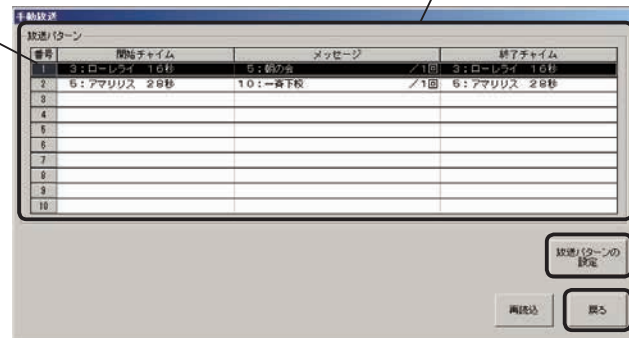 手動放送
放送パターン
番号 開始チャイム メッセージ 終了チャイム
1 3:ローレライ 16秒 5:朝の会 /1回 3:ローレライ 16秒
2 6:アマリリス 28秒 10:一斉下校 /1回 6:アマリリス 28秒
3
4
5
6
7
8
9
10
放送パターンの
設定
再読込 戻る